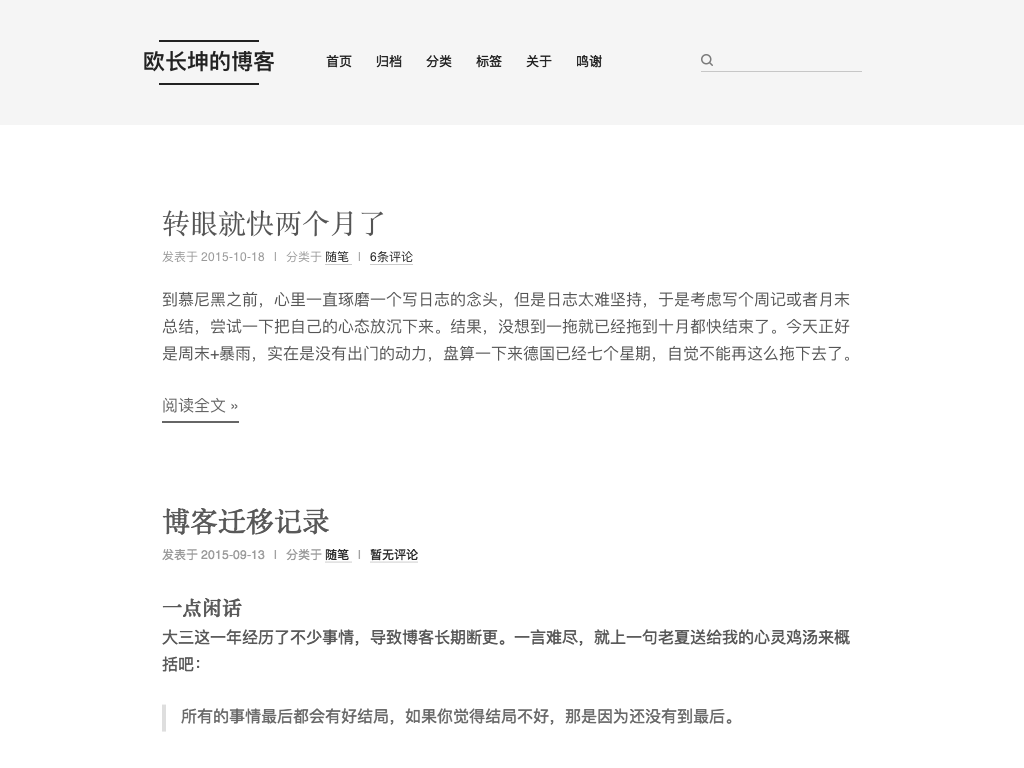 欧长坤的博客
首页 归档 分类 标签 关于 鸣谢
转眼就快两个月了
发表于 2015-10-18 | 分类于 随笔 | 6条评论
到慕尼黑之前，心里一直琢磨一个写日志的念头，但是日志太难坚持，于是考虑写个周记或者月末
总结，尝试一下把自己的心态放沉下来。结果，没想到一拖就已经拖到十月都快结束了。今天正好
是周末+暴雨，实在是没有出门的动力，盘算一下来德国已经七个星期，自觉不能再这么拖下去了。
阅读全文 »
博客迁移记录
发表于 2015-09-13 | 分类于 随笔 | 暂无评论
一点闲话
大三这一年经历了不少事情，导致博客长期断更。一言难尽，就上一句老夏送给我的心灵鸡汤来概
括吧：
所有的事情最后都会有好结局，如果你觉得结局不好，那是因为还没有到最后。